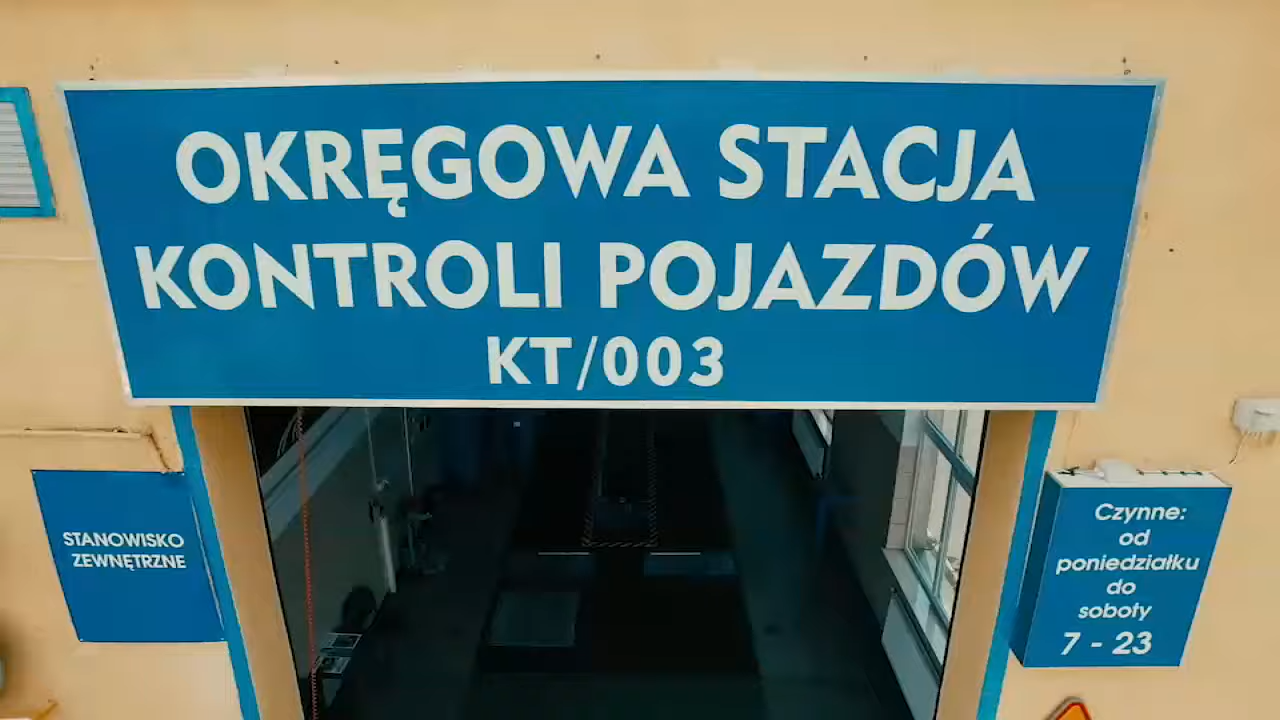 OKRĘGOWA STACJA
KONTROLI POJAZDÓW
KT/003
STANOWISKO
ZEWNĘTRZNE
Czynne:
od
poniedziałku
do
soboty
7 - 23